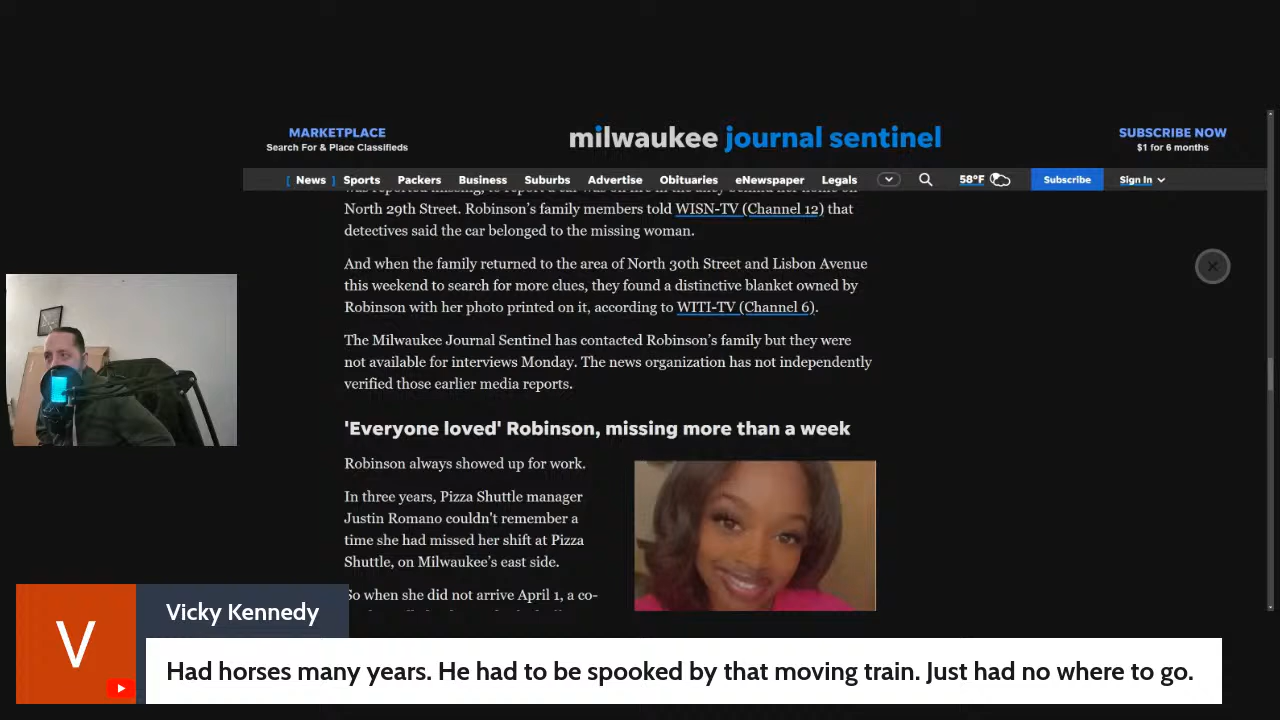 MARKETPLACE
Search For & Place Classifieds
milwaukee journal sentinel
SUBSCRIBE NOW
$1 for 6 months
[ News ] Sports Packers Business Suburbs Advertise Obituaries eNewspaper Legals 58°F Subscribe Sign In
North 29th Street. Robinson’s family members told WISN-TV (Channel 12) that
detectives said the car belonged to the missing woman.
And when the family returned to the area of North 30th Street and Lisbon Avenue
this weekend to search for more clues, they found a distinctive blanket owned by
Robinson with her photo printed on it, according to WITI-TV (Channel 6).
The Milwaukee Journal Sentinel has contacted Robinson’s family but they were
not available for interviews Monday. The news organization has not independently
verified those earlier media reports.
'Everyone loved' Robinson, missing more than a week
Robinson always showed up for work.
In three years, Pizza Shuttle manager
Justin Romano couldn't remember a
time she had missed her shift at Pizza
Shuttle, on Milwaukee’s east side.
So when she did not arrive April 1, a co-
V
Vicky Kennedy
Had horses many years. He had to be spooked by that moving train. Just had no where to go.